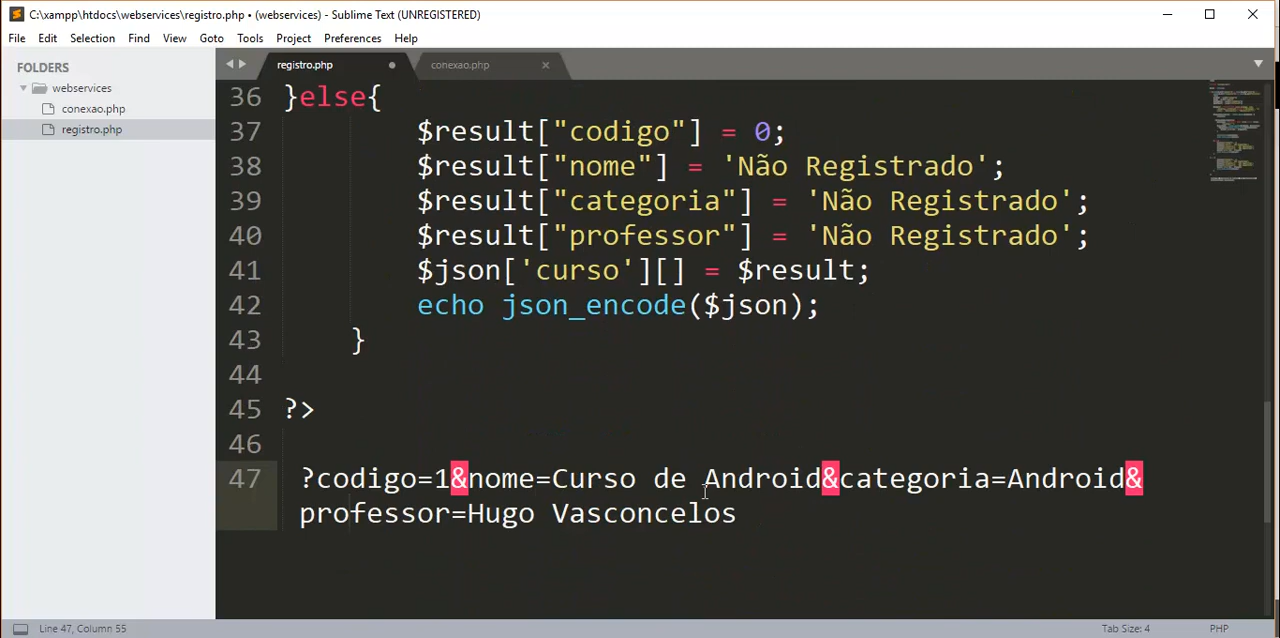 C:\xampp\htdocs\webservices\registro.php • (webservices) - Sublime Text (UNREGISTERED)
File Edit Selection Find View Goto Tools Project Preferences Help
FOLDERS
webservices
conexao.php
registro.php
registro.php
conexao.php
36 }else{
37 $result["codigo"] = 0;
38 $result["nome"] = 'Não Registrado';
39 $result["categoria"] = 'Não Registrado';
40 $result["professor"] = 'Não Registrado';
41 $json['curso'][] = $result;
42 echo json_encode($json);
43 }
44
45 ?>
46
47 ?codigo=1&nome=Curso de Android&categoria=Android&
professor=Hugo Vasconcelos
Line 47, Column 55
Tab Size: 4
PHP